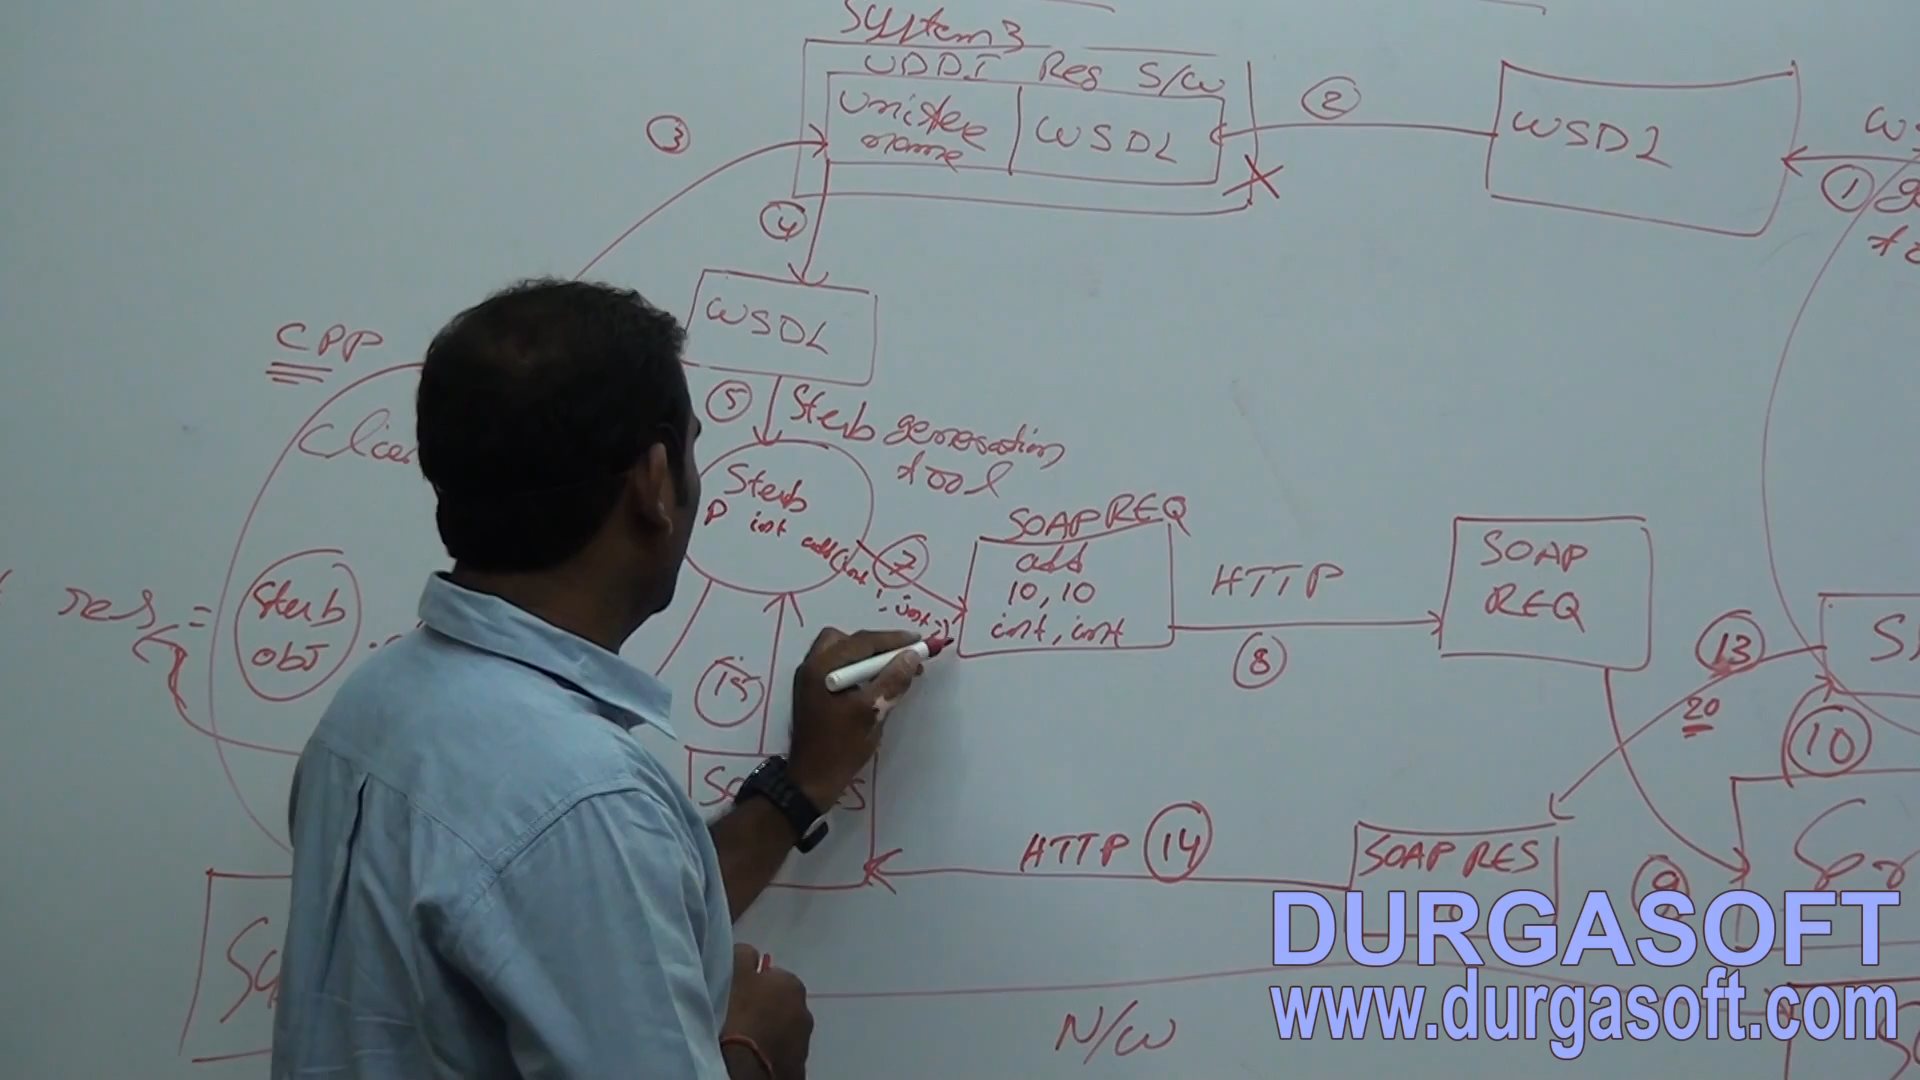 System3
UDDI Reg S/W
unique name
WSDL
2
WSDL
1
3
4
WSDL
CPP
5
Stub generation tool
Stub
P int add(int i, int j)
7
SOAP REQ
add
10, 10
int, int
HTTP
8
SOAP
REQ
res =
Stub
obj
13
20
10
15
HTTP 14
SOAP RES
9
N/W
DURGASOFT
www.durgasoft.com